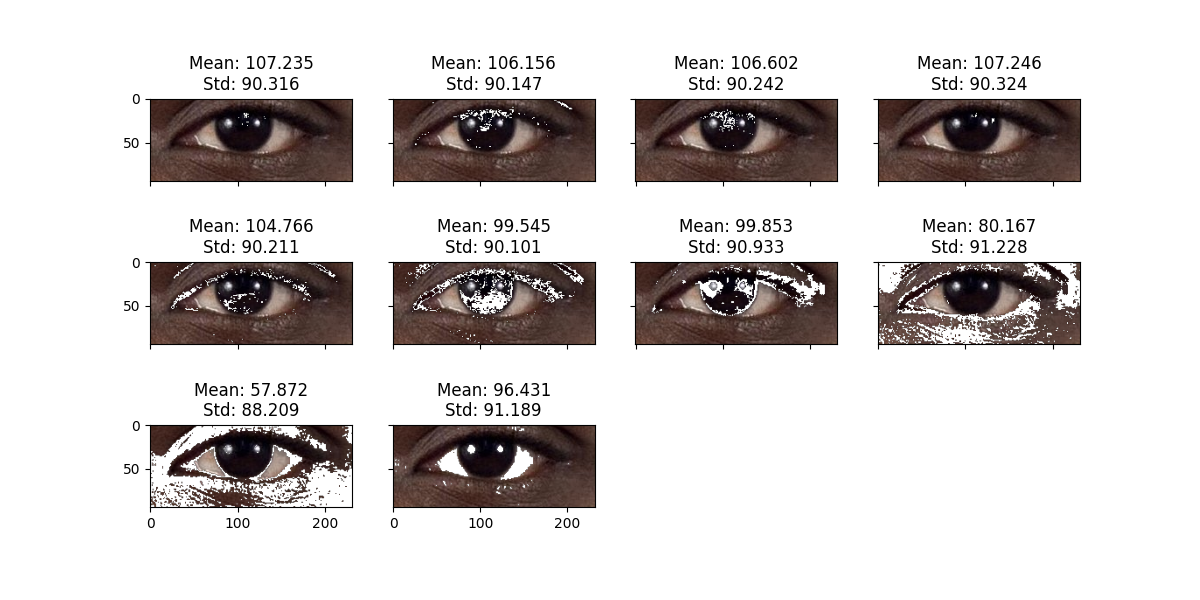 Mean: 107.235
Std: 90.316
Mean: 106.156
Std: 90.147
Mean: 106.602
Std: 90.242
Mean: 107.246
Std: 90.324
0
50
Mean: 104.766
Std: 90.211
Mean: 99.545
Std: 90.101
Mean: 99.853
Std: 90.933
Mean: 80.167
Std: 91.228
0
50
Mean: 57.872
Std: 88.209
Mean: 96.431
Std: 91.189
0
50
0 100 200
0 100 200